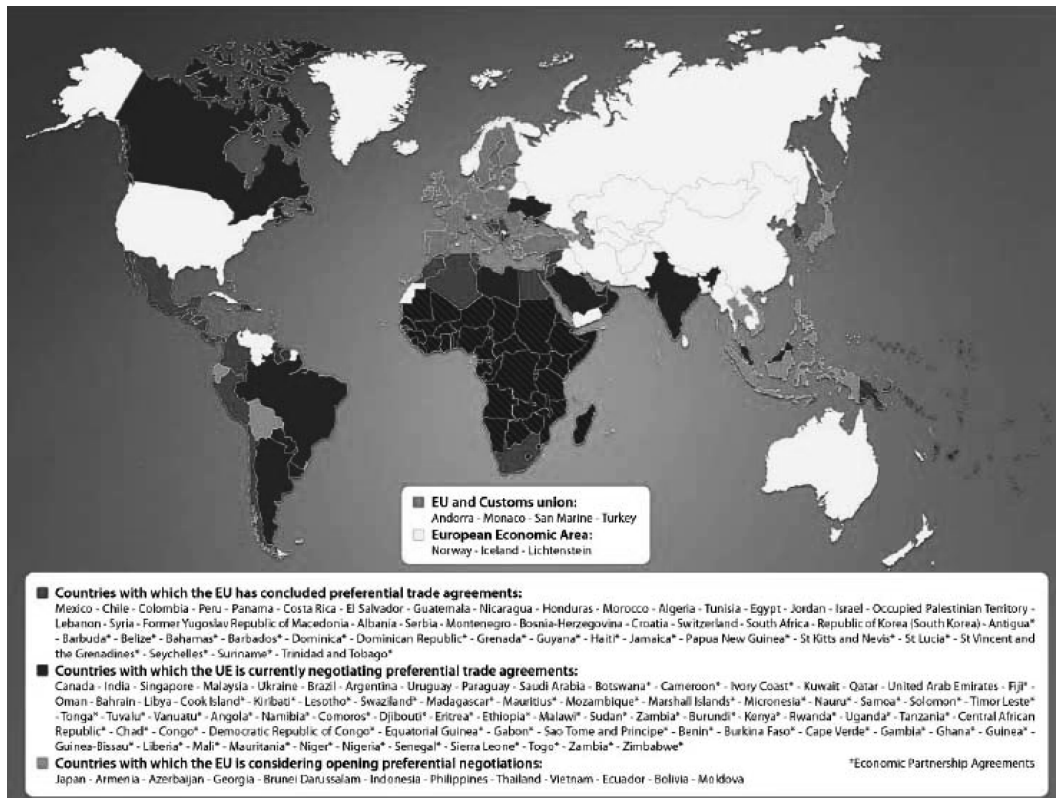 EU and Customs union:
Andorra - Monaco - San Marine - Turkey
European Economic Area:
Norway - Iceland - Lichtenstein
Countries with which the EU has concluded preferential trade agreements:
Mexico - Chile - Colombia - Peru - Panama - Costa Rica - El Salvador - Guatemala - Nicaragua - Honduras - Morocco - Algeria - Tunisia - Egypt - Jordan - Israel - Occupied Palestinian Territory -
Lebanon - Syria - Former Yugoslav Republic of Macedonia - Albania - Serbia - Montenegro - Bosnia-Herzegovina - Croatia - Switzerland - South Africa - Republic of Korea (South Korea) - Antigua*
- Barbuda* - Belize* - Bahamas* - Barbados* - Dominica* - Dominican Republic* - Grenada* - Guyana* - Haiti* - Jamaica* - Papua New Guinea* - St Kitts and Nevis* - St Lucia* - St Vincent and
the Grenadines* - Seychelles* - Suriname* - Trinidad and Tobago*
Countries with which the UE is currently negotiating preferential trade agreements:
Canada - India - Singapore - Malaysia - Ukraine - Brazil - Argentina - Uruguay - Paraguay - Saudi Arabia - Botswana* - Cameroon* - Ivory Coast* - Kuwait - Qatar - United Arab Emirates - Fiji* -
Oman - Bahrain - Libya - Cook Island* - Kiribati* - Lesotho* - Swaziland* - Madagascar* - Mauritius* - Mozambique* - Marshall Islands* - Micronesia* - Nauru* - Samoa* - Solomon* - Timor Leste*
- Tonga* - Tuvalu* - Vanuatu* - Angola* - Namibia* - Comoros* - Djibouti* - Eritrea* - Ethiopia* - Malawi* - Sudan* - Zambia* - Burundi* - Kenya* - Rwanda* - Uganda* - Tanzania* - Central African
Republic* - Chad* - Congo* - Democratic Republic of Congo* - Equatorial Guinea* - Gabon* - Sao Tome and Principe* - Benin* - Burkina Faso* - Cape Verde* - Gambia* - Ghana* - Guinea* -
Guinea-Bissau* - Liberia* - Mali* - Mauritania* - Niger* - Nigeria* - Senegal* - Sierra Leone* - Togo* - Zambia* - Zimbabwe*
Countries with which the EU is considering opening preferential negotiations:
*Economic Partnership Agreements
Japan - Armenia - Azerbaijan - Georgia - Brunei Darussalam - Indonesia - Philippines - Thailand - Vietnam - Ecuador - Bolivia - Moldova